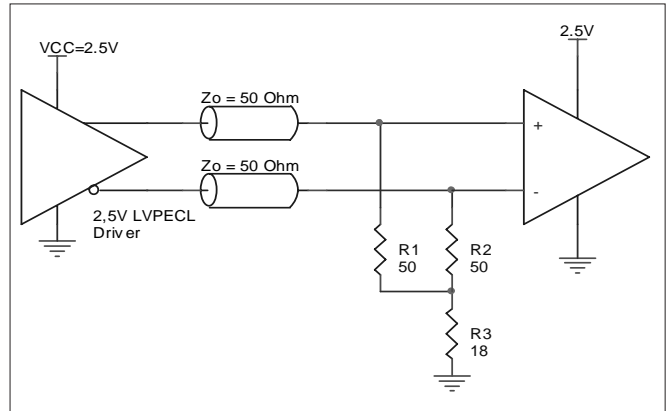 VCC=2.5V
2.5V
Zo = 50 Ohm
+
Zo = 50 Ohm
-
2,5V LVPECL
Driver
R1
50
R2
50
R3
18